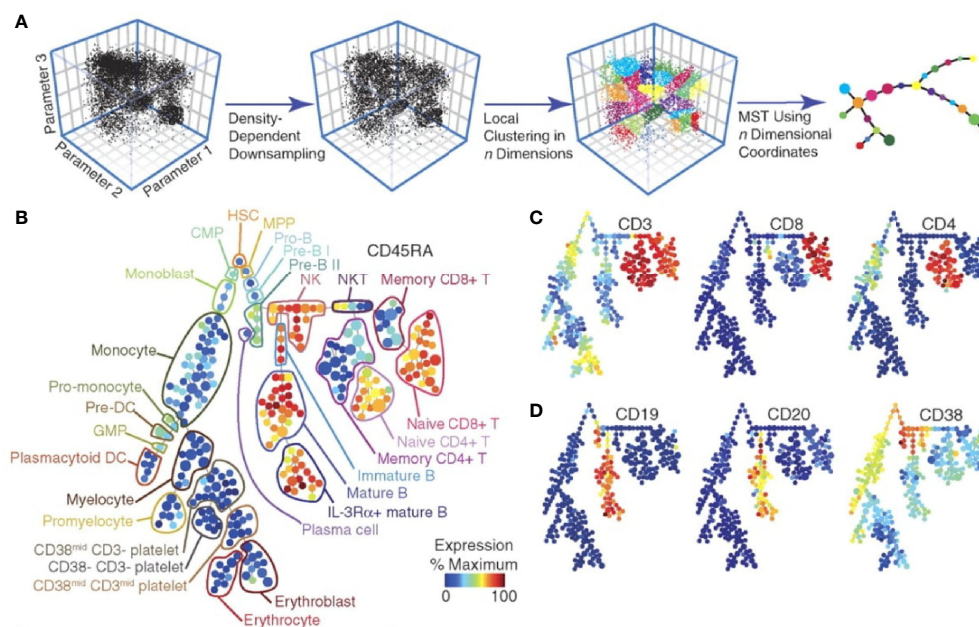 A
Parameter 3
Parameter 2
Parameter 1
Density-
Dependent
Downsampling
Local
Clustering in
n Dimensions
MST Using
n Dimensional
Coordinates
B
HSC
CMP
MPP
Pro-B
Pre-B I
Pre-B II
CD45RA
Monoblast
NK
NKT
Memory CD8+ T
Monocyte
Pro-monocyte
Pre-DC
GMP
Plasmacytoid DC
Naive CD8+ T
Naive CD4+ T
Memory CD4+ T
Immature B
Mature B
IL-3Rα+ mature B
Plasma cell
Myelocyte
Promyelocyte
CD38mid CD3- platelet
CD38- CD3- platelet
CD38mid CD3mid platelet
Erythroblast
Erythrocyte
Expression
% Maximum
0 100
C
CD3
CD8
CD4
D
CD19
CD20
CD38